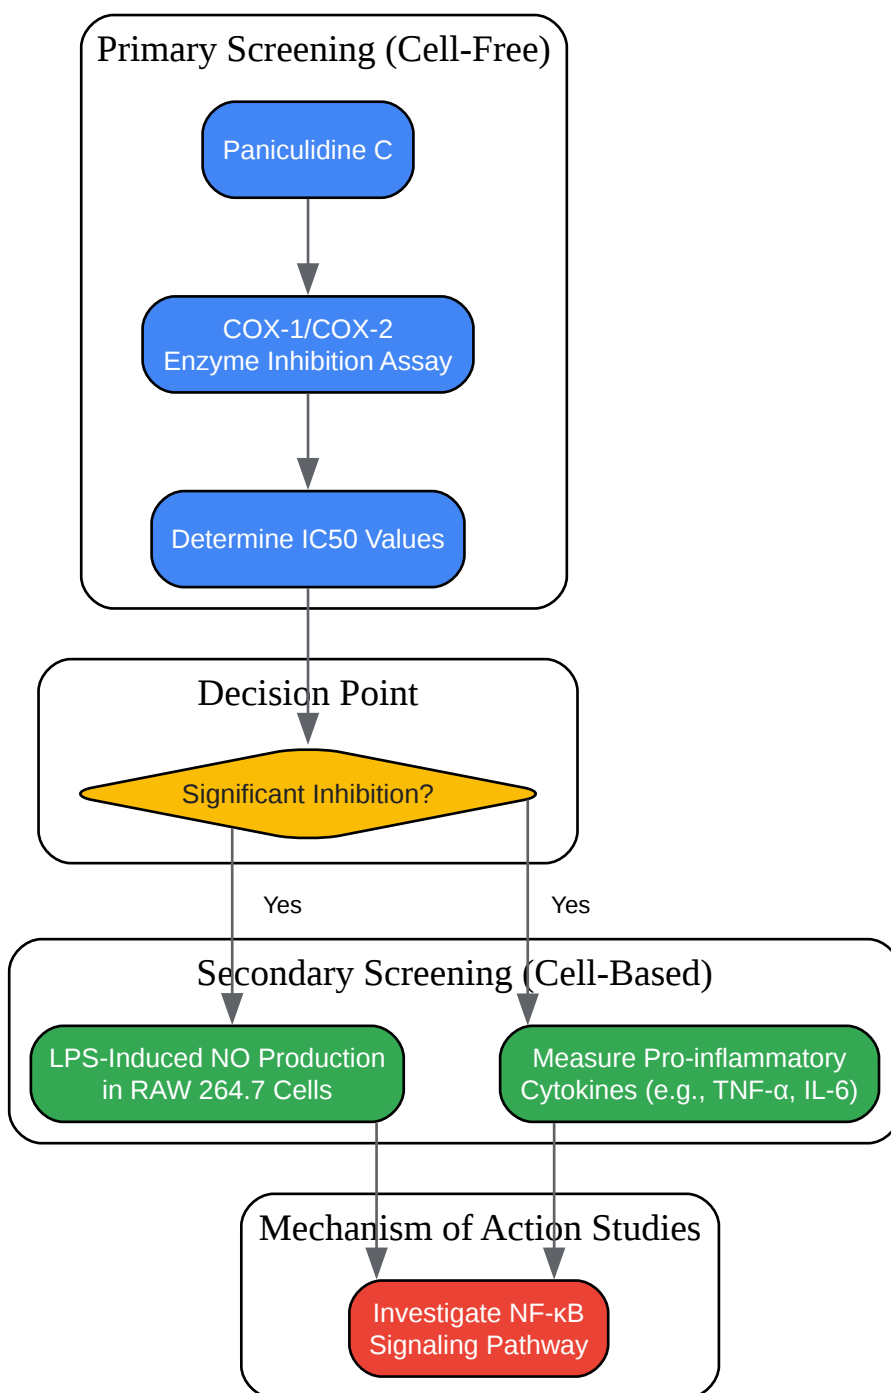 Primary Screening (Cell-Free)
Paniculidine C
COX-1/COX-2
Enzyme Inhibition Assay
Determine IC50 Values
Decision Point
Significant Inhibition?
Yes
Yes
Secondary Screening (Cell-Based)
LPS-Induced NO Production
in RAW 264.7 Cells
Measure Pro-inflammatory
Cytokines (e.g., TNF-α, IL-6)
Mechanism of Action Studies
Investigate NF-κB
Signaling Pathway